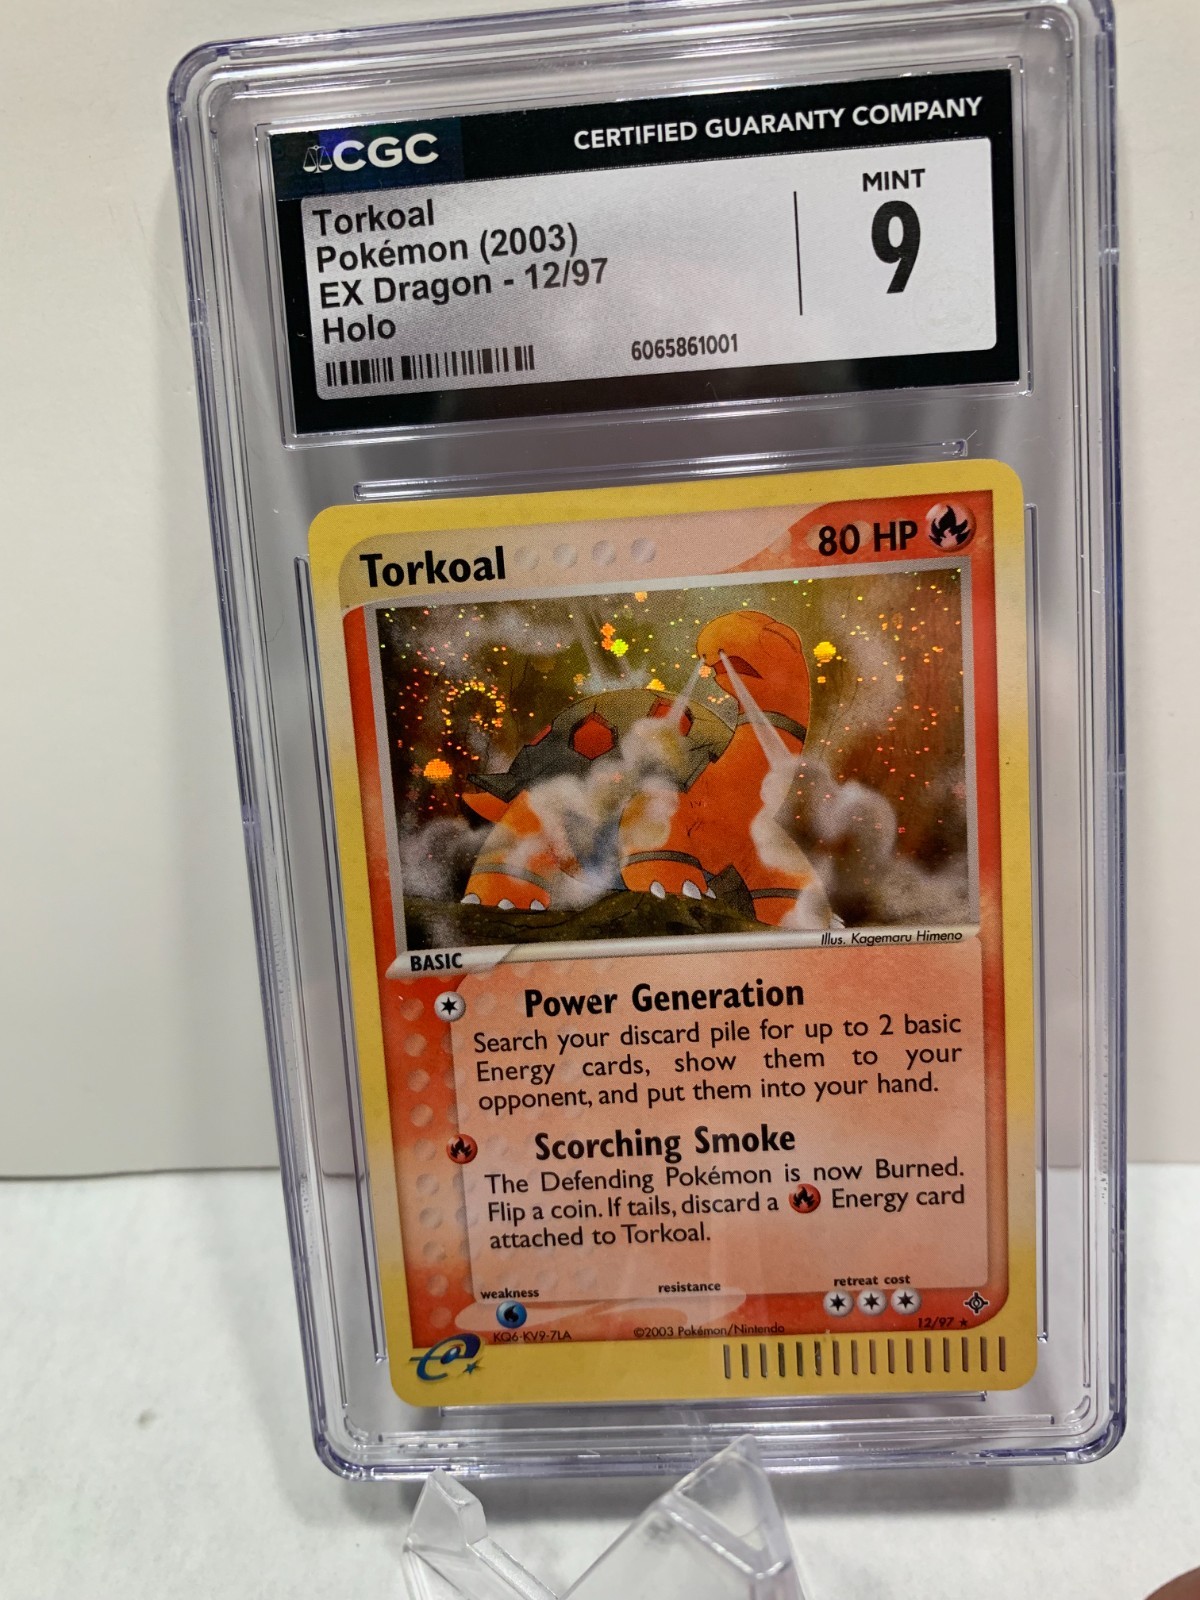 CGC
CERTIFIED GUARANTY COMPANY
Torkoal
Pokémon (2003)
EX Dragon - 12/97
Holo
6065861001
MINT
9
Torkoal
80 HP
Illus. Kagemaru Himeno
BASIC
Power Generation
Search your discard pile for up to 2 basic
Energy cards, show them to your
opponent, and put them into your hand.
Scorching Smoke
The Defending Pokémon is now Burned.
Flip a coin. If tails, discard a Energy card
attached to Torkoal.
weakness
resistance
retreat cost
KQ6-KV9-7LA
©2003 Pokémon/Nintendo
12/97
e